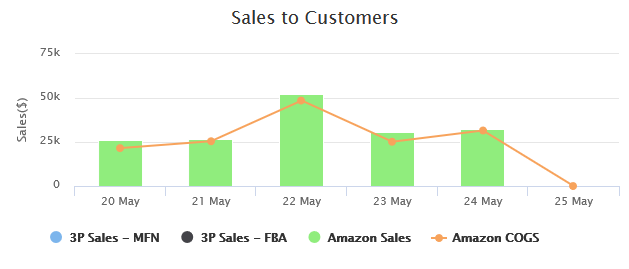 Sales to Customers
75k
50k
25k
0
Sales($)
20 May 21 May 22 May 23 May 24 May 25 May
3P Sales - MFN 3P Sales - FBA Amazon Sales Amazon COGS